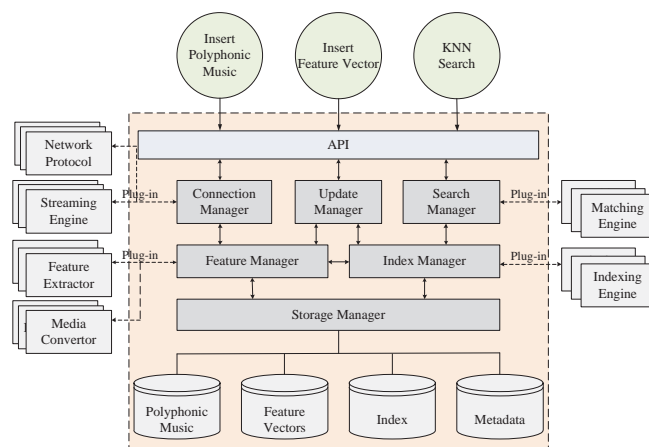 Insert
Polyphonic
Music
Insert
Feature Vector
KNN
Search
API
Network
Protocol
Streaming
Engine
Plug-in
Connection
Manager
Update
Manager
Search
Manager
Plug-in
Matching
Engine
Feature
Extractor
Plug-in
Feature Manager
Index Manager
Plug-in
Indexing
Engine
Media
Convertor
Storage Manager
Polyphonic
Music
Feature
Vectors
Index
Metadata